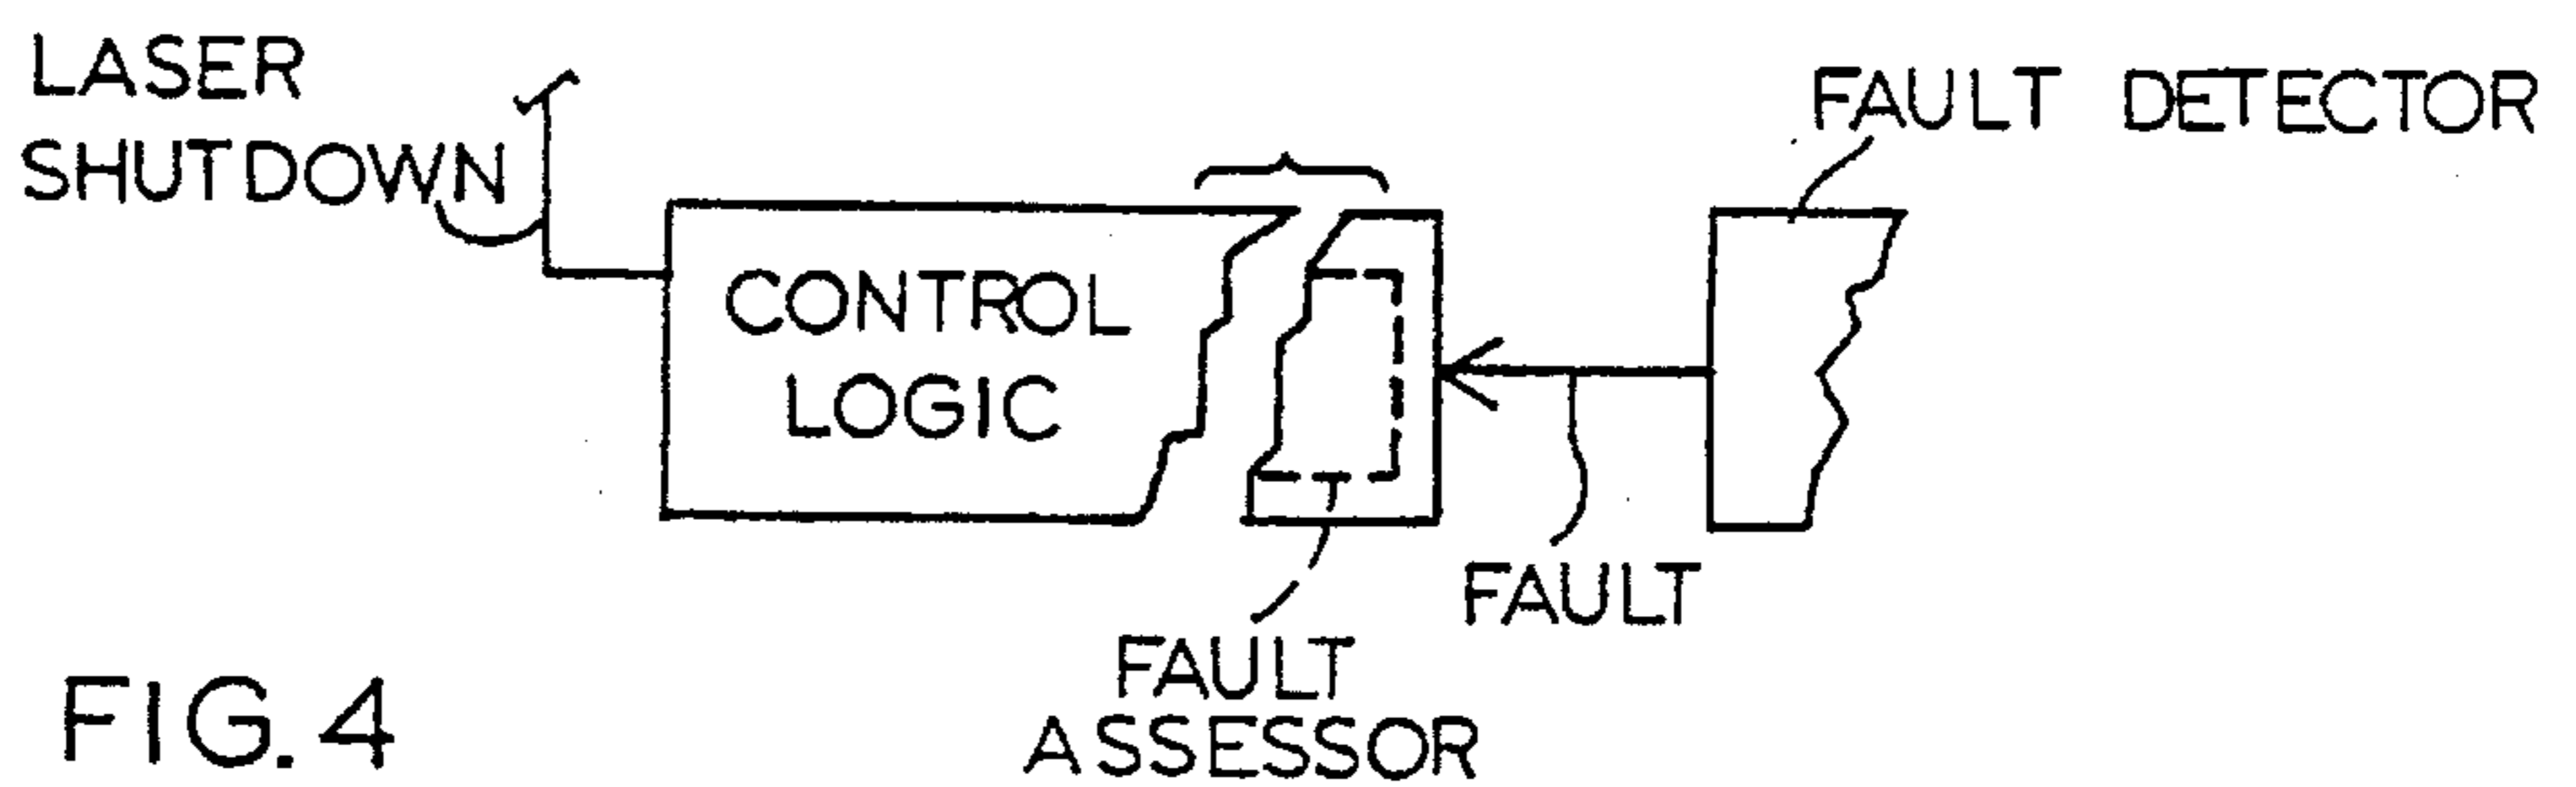 LASER
SHUTDOWN
FAULT DETECTOR
CONTROL
LOGIC
FAULT
FAULT
ASSESSOR
FIG. 4